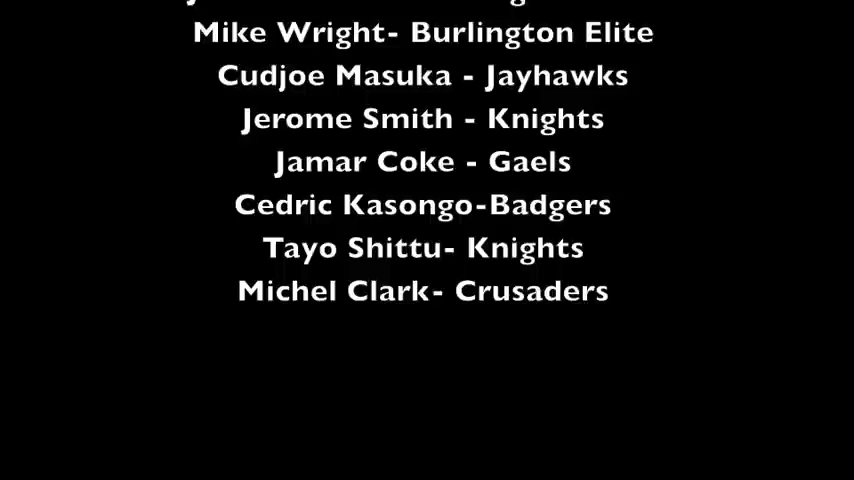 Mike Wright- Burlington Elite
Cudjoe Masuka - Jayhawks
Jerome Smith - Knights
Jamar Coke - Gaels
Cedric Kasongo-Badgers
Tayo Shittu- Knights
Michel Clark- Crusaders